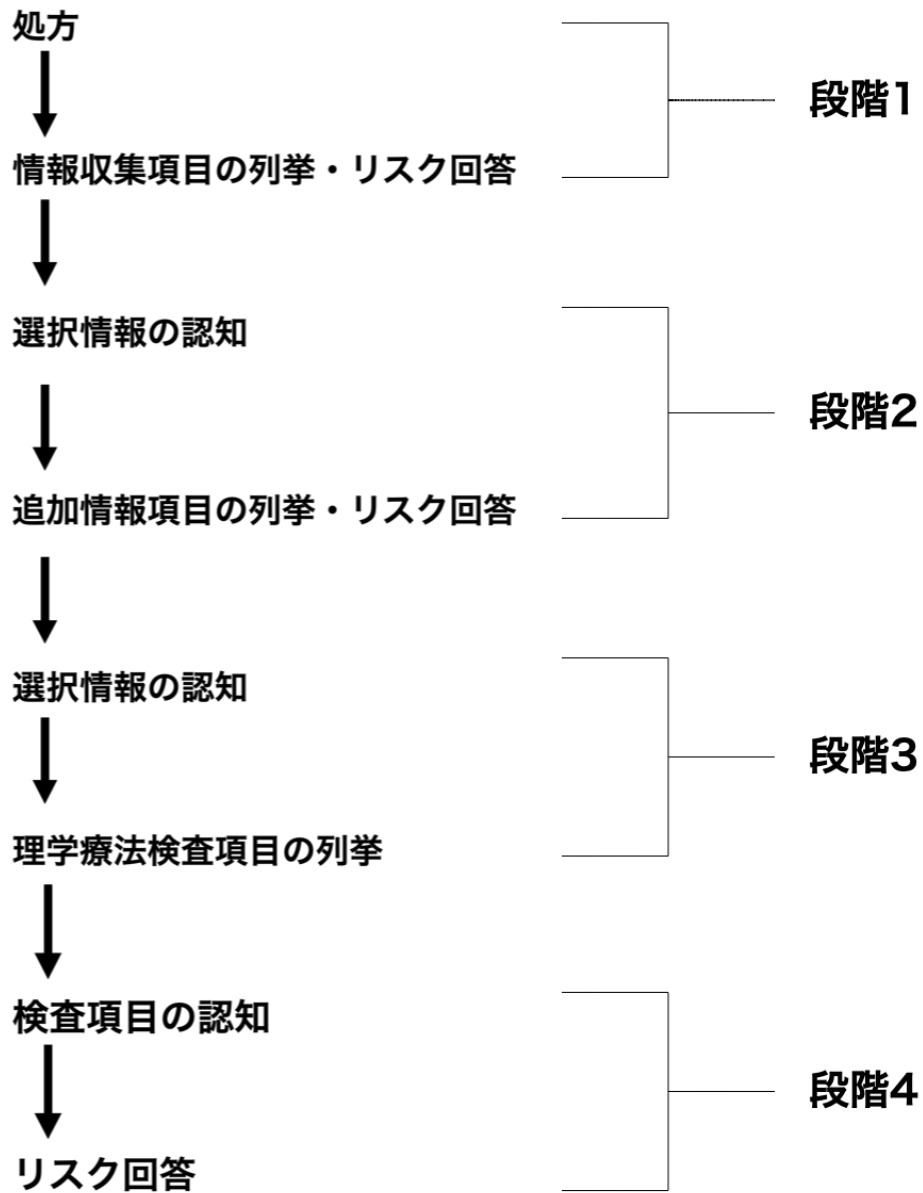 処方
段階1
情報収集項目の列挙・リスク回答
選択情報の認知
段階2
追加情報項目の列挙・リスク回答
選択情報の認知
段階3
理学療法検査項目の列挙
検査項目の認知
段階4
リスク回答